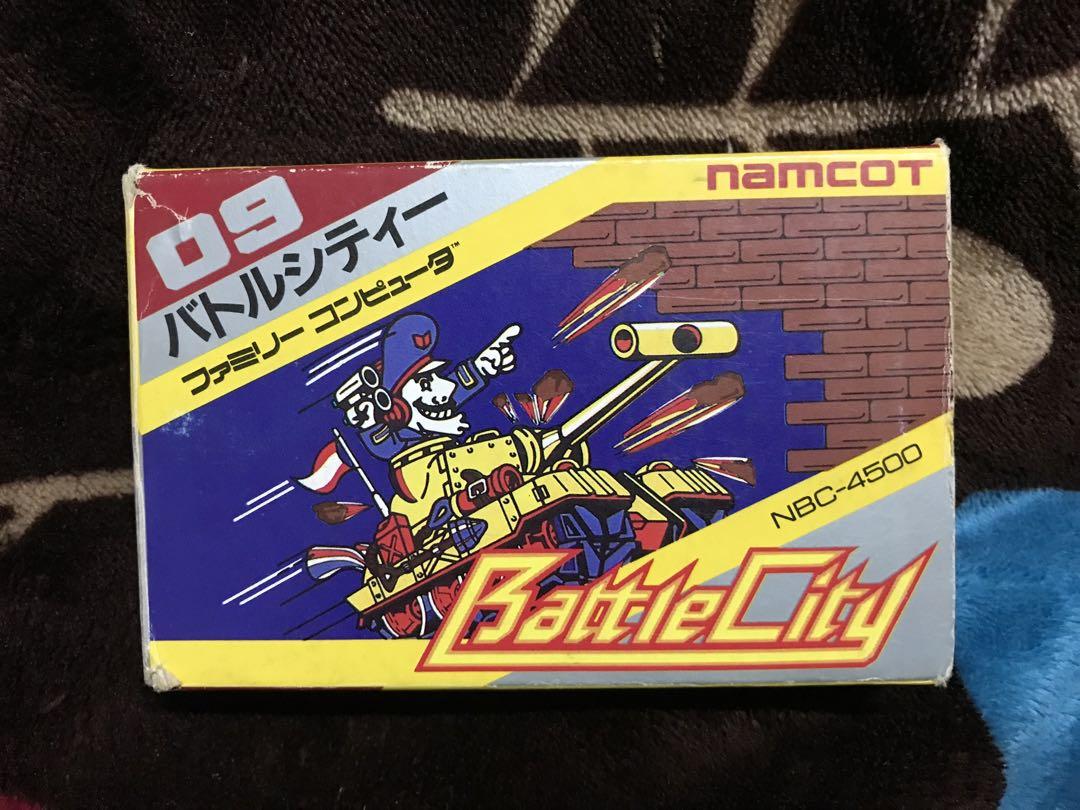 09
namcoT
バトルシティー
ファミリー コンピュータ™
NBC-4500
BattleCity